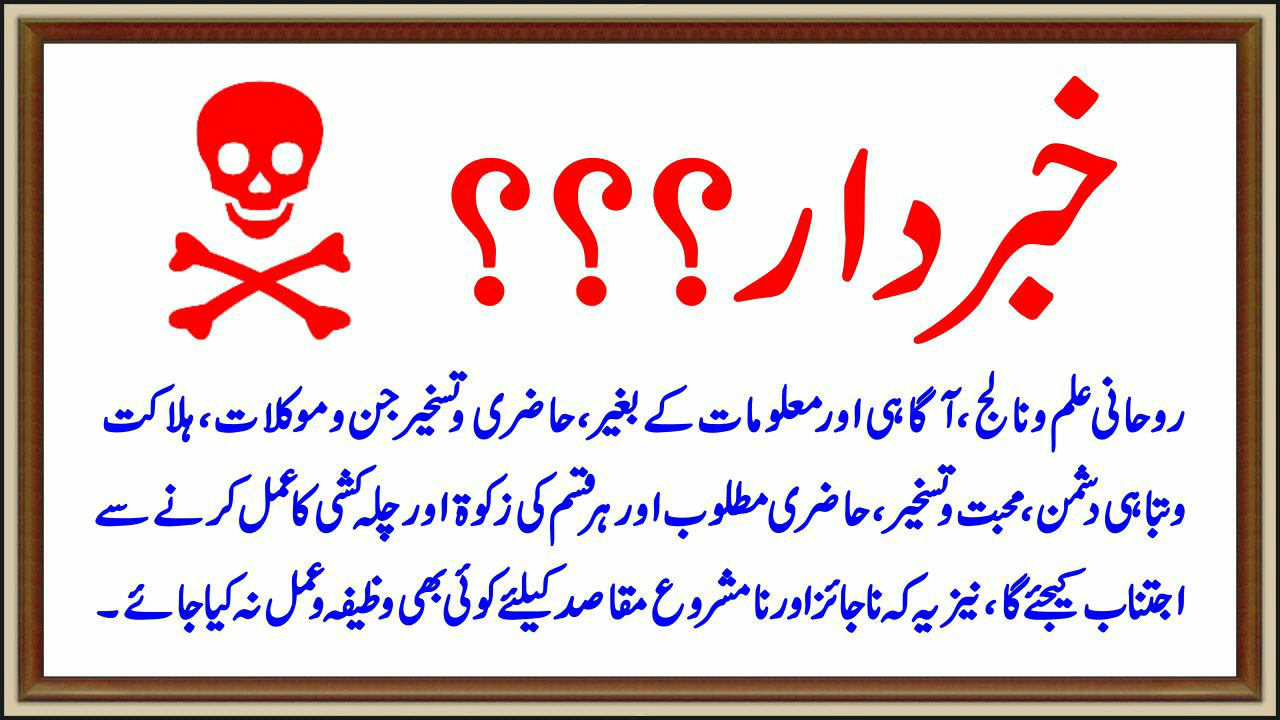 خبردار؟؟؟
روحانی علم و نالج، آگاہی اور معلومات کے بغیر، حاضری و تسخیر جن و موکلات، ہلاکت
و تباہی دشمن، محبت و تسخیر، حاضری مطلوب اور ہر قسم کی زکوۃ اور چلہ کشی کا عمل کرنے سے
اجتناب کیجئے گا، نیز یہ کہ ناجائز اور نا مشروع مقاصد کیلئے کوئی بھی وظیفہ و عمل نہ کیا جائے۔